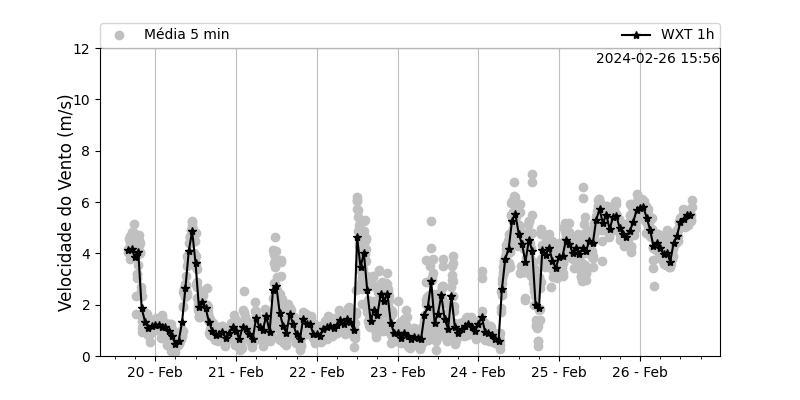 Média 5 min
WXT 1h
2024-02-26 15:56
Velocidade do Vento (m/s)
12
10
8
6
4
2
0
20 - Feb
21 - Feb
22 - Feb
23 - Feb
24 - Feb
25 - Feb
26 - Feb